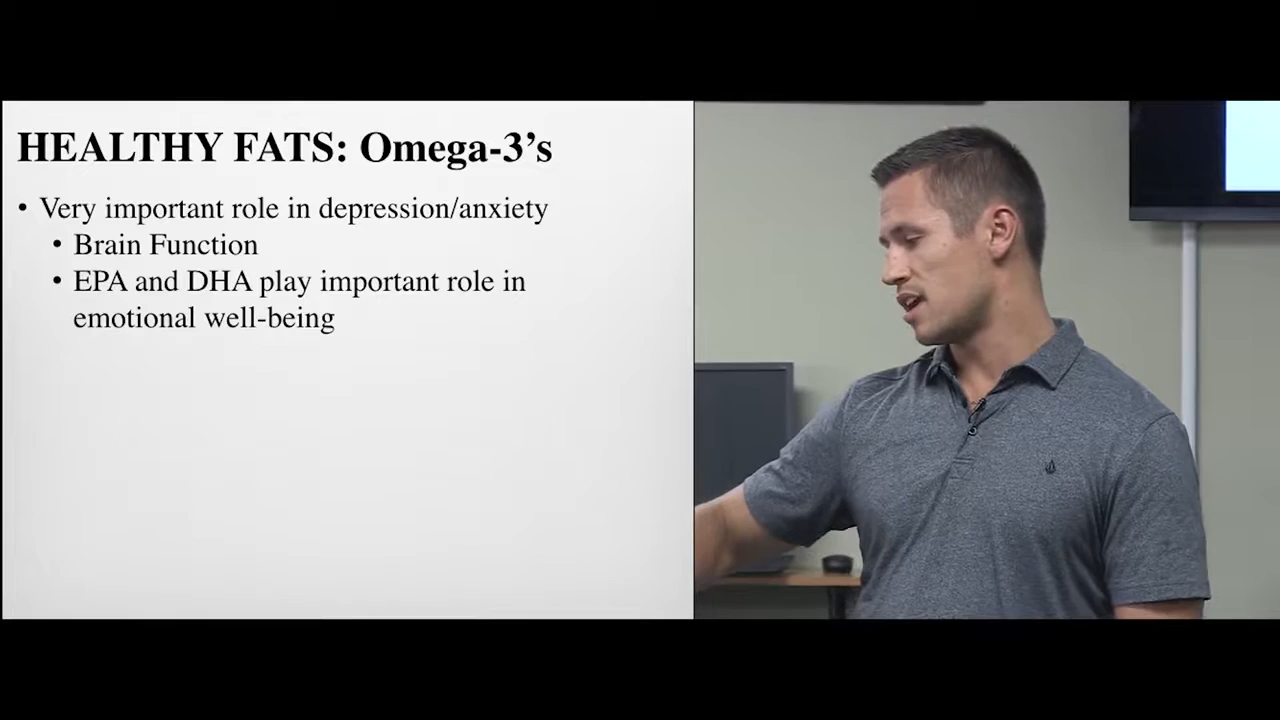 HEALTHY FATS: Omega-3’s
• Very important role in depression/anxiety
• Brain Function
• EPA and DHA play important role in
emotional well-being